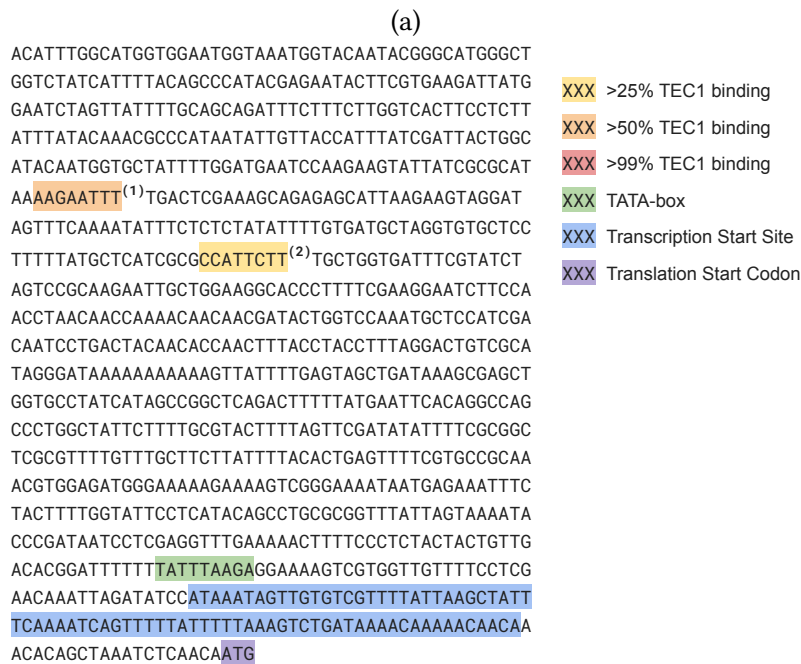 (a)
ACATTTGGCATGGTGGAATGGTAAATGGTACAATACGGGCATGGGCT
GGTCTATCATTTTACAGCCCATACGAGAATACTTCGTGAAGATTATG
GAATCTAGTTATTTTGCAGCAGATTTCTTTCTTGGTCACTTCCTCTT
ATTTATACAAACGCCCATAATATTGTTACCATTTATCGATTACTGGC
ATACAATGGTGCTATTTTGGATGAATCCAAGAAGTATTATCGCGCAT
AAAAGAATTT(1)TGACTCGAAAGCAGAGAGCATTAAGAAGTAGGAT
AGTTTCAAAATATTTCTCTCTATATTTTGTGATGCTAGGTGTGCTCC
TTTTTATGCTCATCGCGCCATTCTT(2)TGCTGGTGATTTCGTATCT
AGTCCGCAAGAATTGCTGGAAGGCACCCTTTTCGAAGGAATCTTCCA
ACCTAACAACCAAAACAACAACGATACTGGTCCAAATGCTCCATCGA
CAATCCTGACTACAACACCAACTTTACCTACCTTTAGGACTGTCGCA
TAGGGATAAAAAAAAAAAGTTATTTTGAGTAGCTGATAAAGCGAGCT
GGTGCCTATCATAGCCGGCTCAGACTTTTTATGAATTCACAGGCCAG
CCCTGGCTATTCTTTTGCGTACTTTTAGTTCGATATATTTTCGCGGC
TCGCGTTTTGTTTGCTTCTTATTTTACACTGAGTTTTCGTGCCGCAA
ACGTGGAGATGGGAAAAAGAAAAGTCGGGAAAATAATGAGAAATTTC
TACTTTTGGTATTCCTCATACAGCCTGCGCGGTTTATTAGTAAAATA
CCCGATAATCCTCGAGGTTTGAAAAACTTTTCCCTCTACTACTGTTG
ACACGGATTTTTTTATTTAAGAGGAAAAGTCGTGGTTGTTTTCCTCG
AACAAATTAGATATCCATAAATAGTTGTGTCGTTTTATTAAGCTATT
TCAAAATCAGTTTTTATTTTTAAAGTCTGATAAAACAAAAACAACAA
ACACAGCTAAATCTCAACAATG
XXX >25% TEC1 binding
XXX >50% TEC1 binding
XXX >99% TEC1 binding
XXX TATA-box
XXX Transcription Start Site
XXX Translation Start Codon